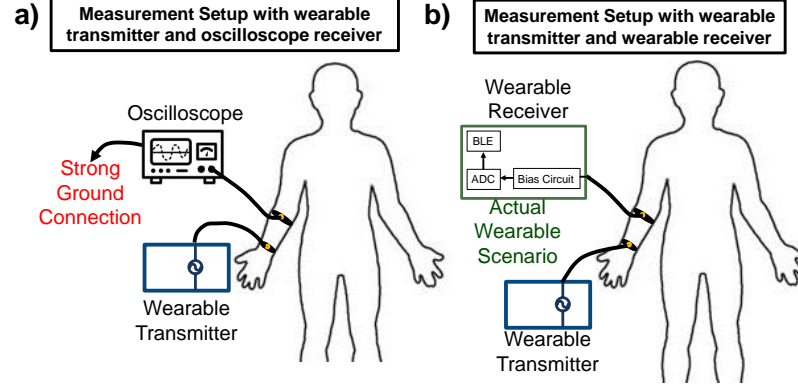 a)
Measurement Setup with wearable
transmitter and oscilloscope receiver
Oscilloscope
Strong
Ground
Connection
Wearable
Transmitter
b)
Measurement Setup with wearable
transmitter and wearable receiver
Wearable
Receiver
BLE
ADC
Bias Circuit
Actual
Wearable
Scenario
Wearable
Transmitter